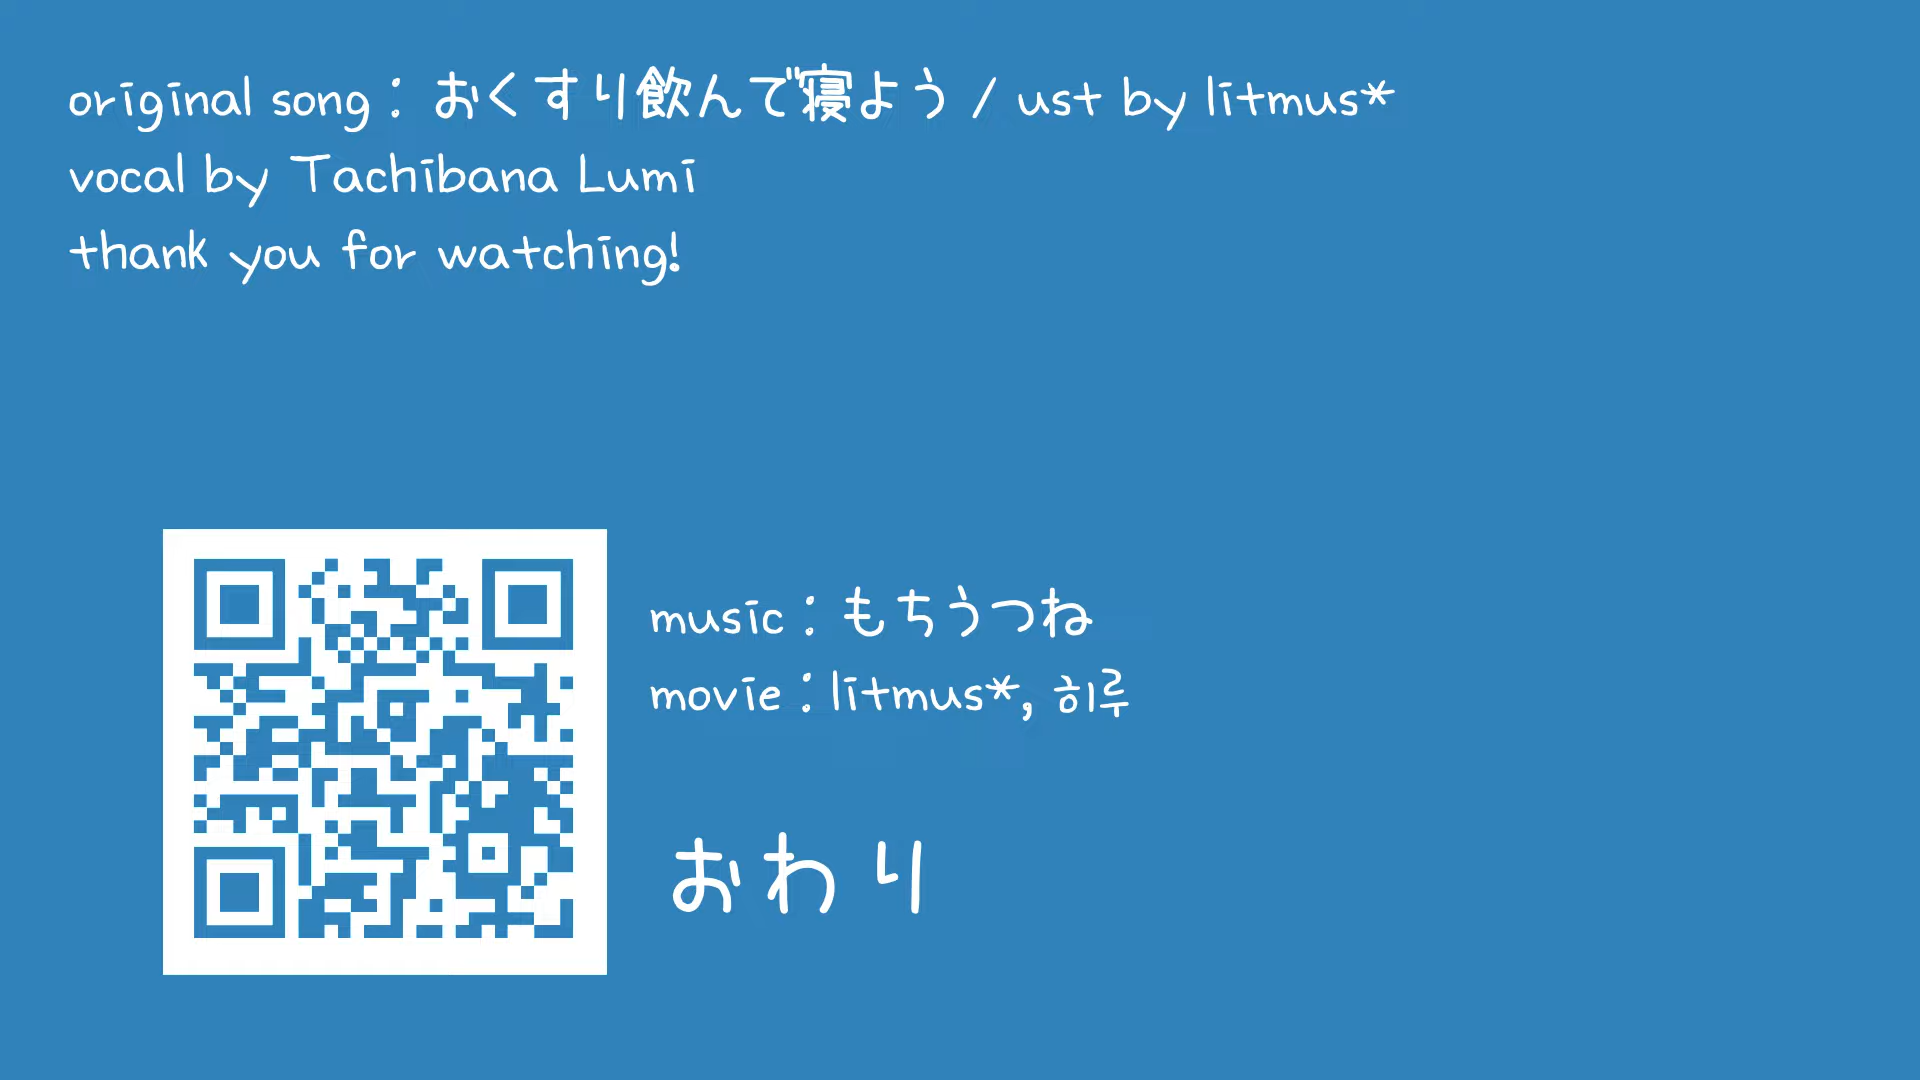 original song : おくすり飲んで寝よう / ust by litmus*
vocal by Tachibana Lumi
thank you for watching!
music : もちうつね
movie : litmus*, 히루
おわり